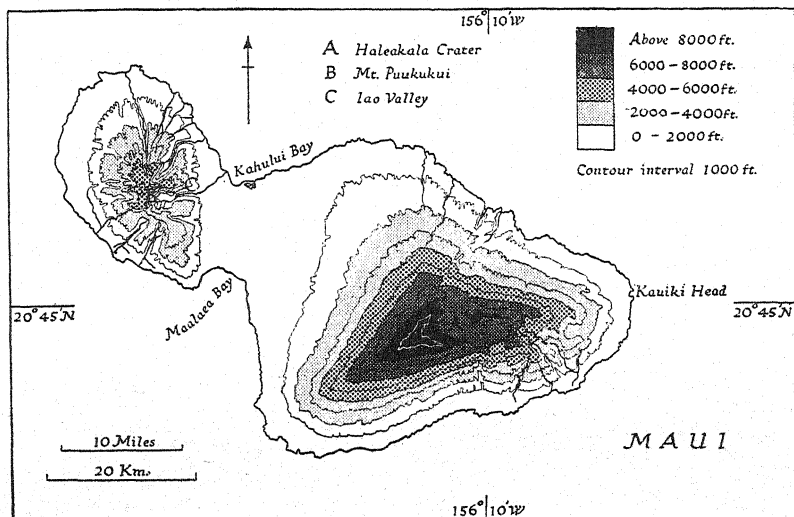 156° 10'W
A Haleakala Crater
B Mt. Puukukui
C Iao Valley
Above 8000 ft.
6000 – 8000 ft.
4000 – 6000 ft.
2000 – 4000 ft.
0 – 2000 ft.
Contour interval 1000 ft.
Kahului Bay
Maalaea Bay
Kauiki Head
20° 45'N
20° 45'N
10 Miles
20 Km.
MAUI
156° 10'W